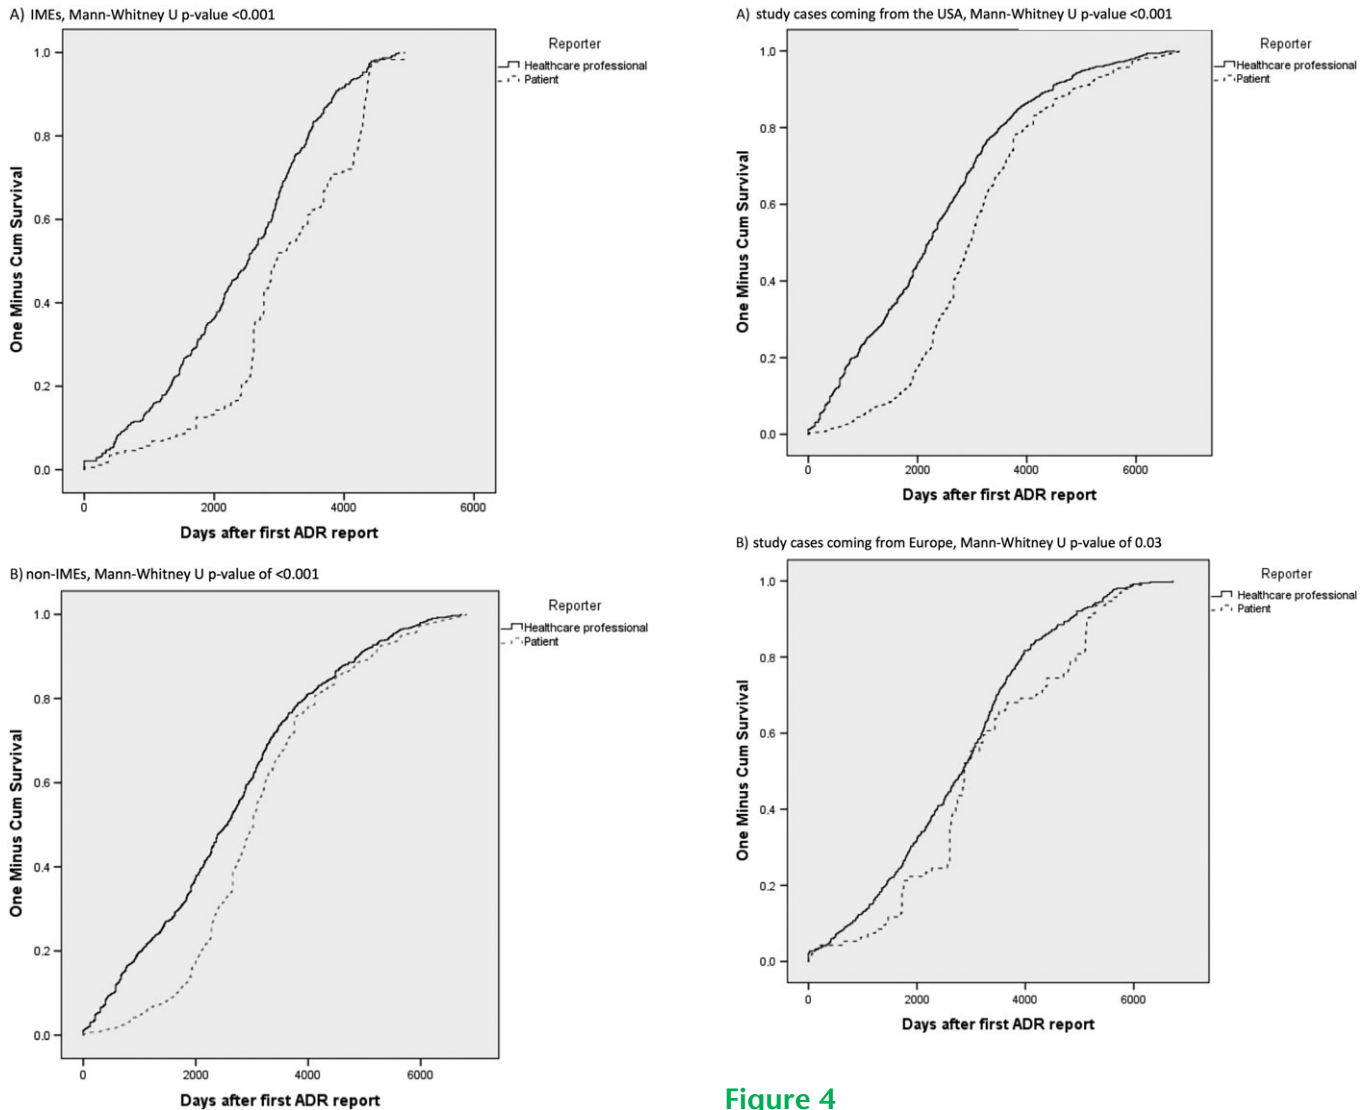 A) IMEs, Mann-Whitney U p-value <0.001
Reporter
Healthcare professional
Patient
One Minus Cum Survival
1.0
0.8
0.6
0.4
0.2
0.0
0 2000 4000 6000
Days after first ADR report
B) non-IMEs, Mann-Whitney U p-value of <0.001
Reporter
Healthcare professional
Patient
One Minus Cum Survival
1.0
0.8
0.6
0.4
0.2
0.0
0 2000 4000 6000
Days after first ADR report
A) study cases coming from the USA, Mann-Whitney U p-value <0.001
Reporter
Healthcare professional
Patient
One Minus Cum Survival
1.0
0.8
0.6
0.4
0.2
0.0
0 2000 4000 6000
Days after first ADR report
B) study cases coming from Europe, Mann-Whitney U p-value of 0.03
Reporter
Healthcare professional
Patient
One Minus Cum Survival
1.0
0.8
0.6
0.4
0.2
0.0
0 2000 4000 6000
Days after first ADR report
Figure 4